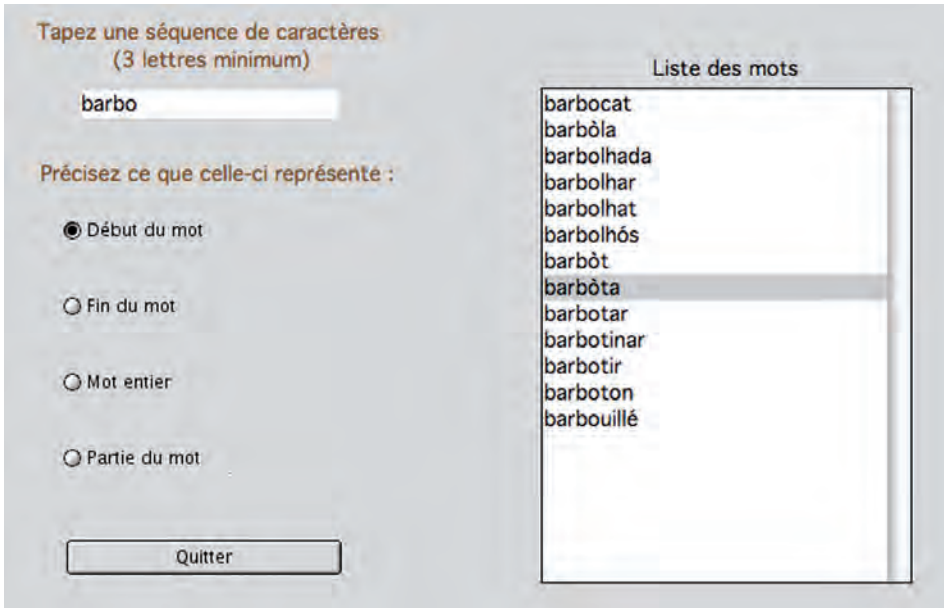 Tapez une séquence de caractères
(3 lettres minimum)
barbo
Précisez ce que celle-ci représente :
Début du mot
Fin du mot
Mot entier
Partie du mot
Quitter
Liste des mots
barbocat
barbòla
barbolhada
barbolhar
barbolhat
barbolhós
barbòt
barbòta
barbotar
barbotinar
barbotir
barboton
barbouillé